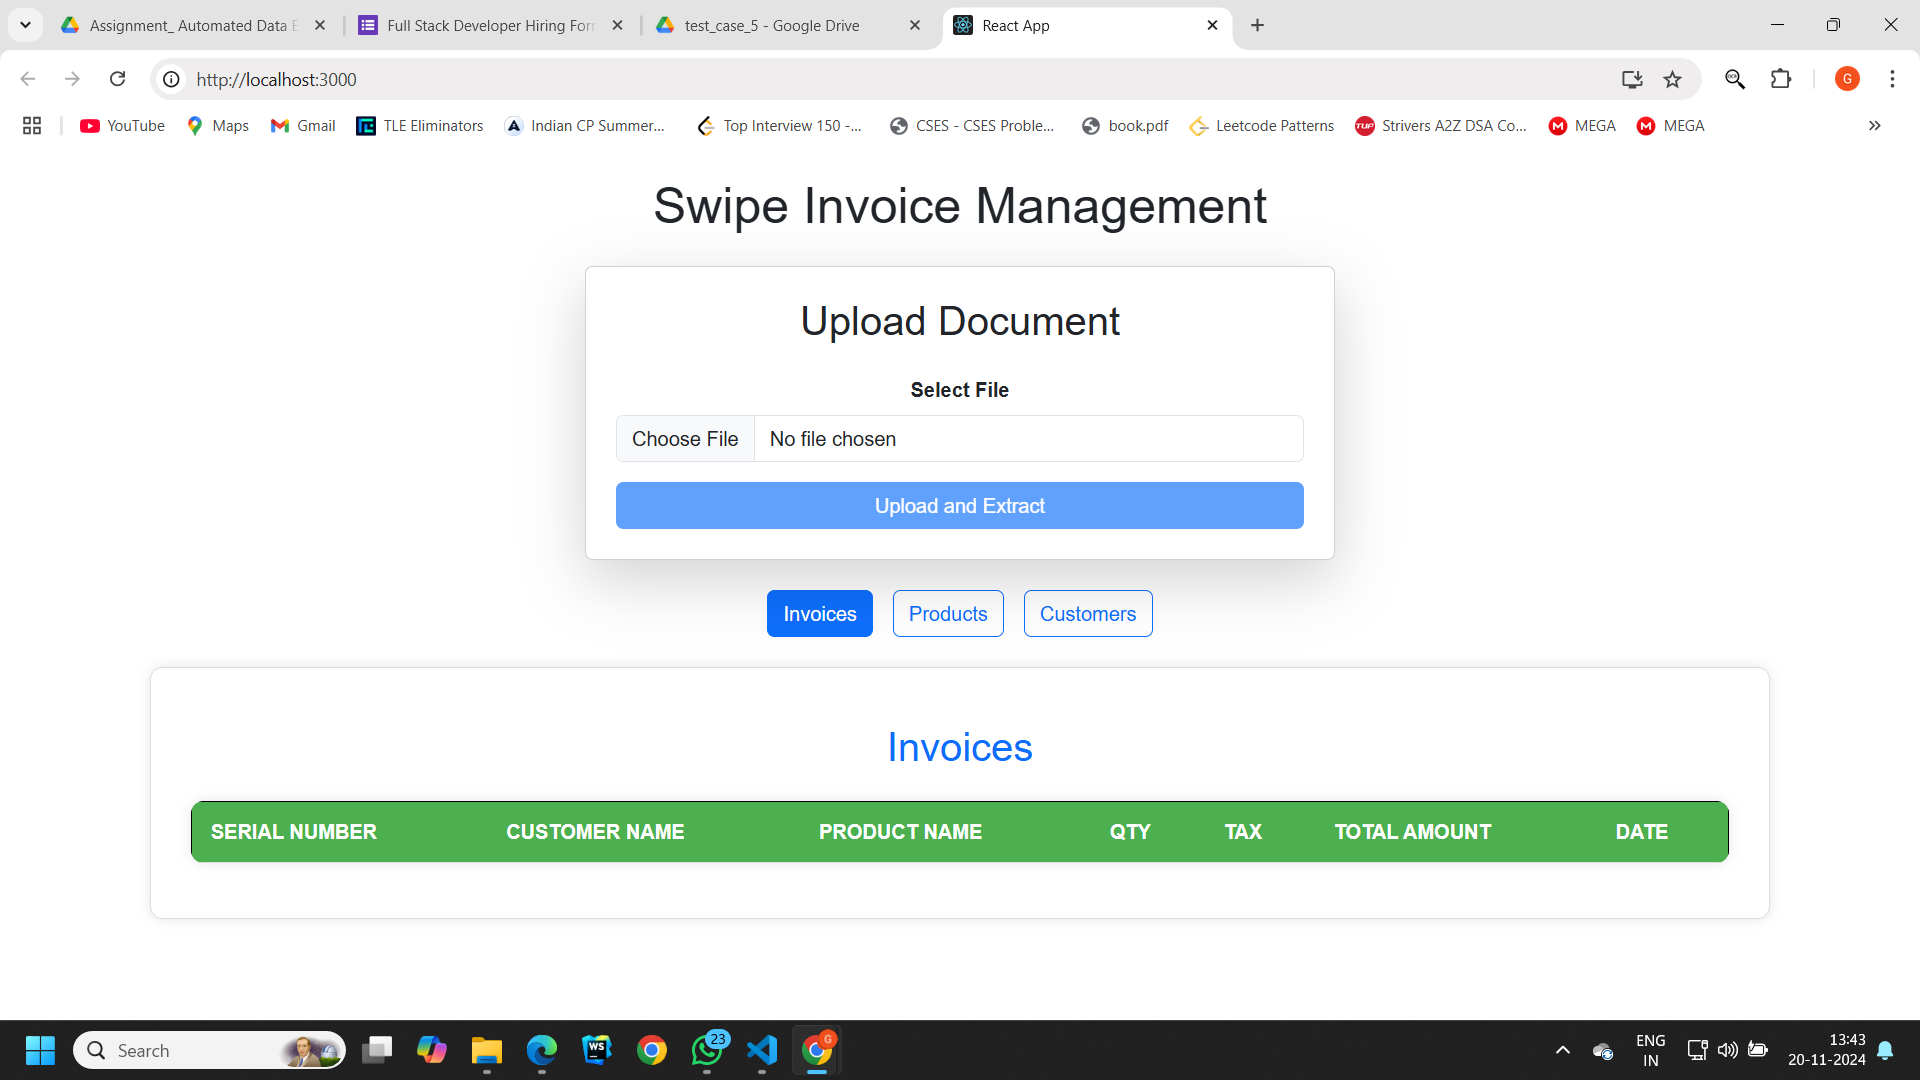 Assignment_ Automated Data E
Full Stack Developer Hiring Forr
test_case_5 - Google Drive
React App
http://localhost:3000
G
YouTube
Maps
Gmail
TLE Eliminators
Indian CP Summer...
Top Interview 150 -...
CSES - CSES Proble...
book.pdf
Leetcode Patterns
TUF
Strivers A2Z DSA Co...
M
MEGA
M
MEGA
Swipe Invoice Management
Upload Document
Select File
Choose File No file chosen
Upload and Extract
Invoices Products Customers
Invoices
SERIAL NUMBER CUSTOMER NAME PRODUCT NAME QTY TAX TOTAL AMOUNT DATE
Search
WS
23
G
ENG
IN
13:43
20-11-2024